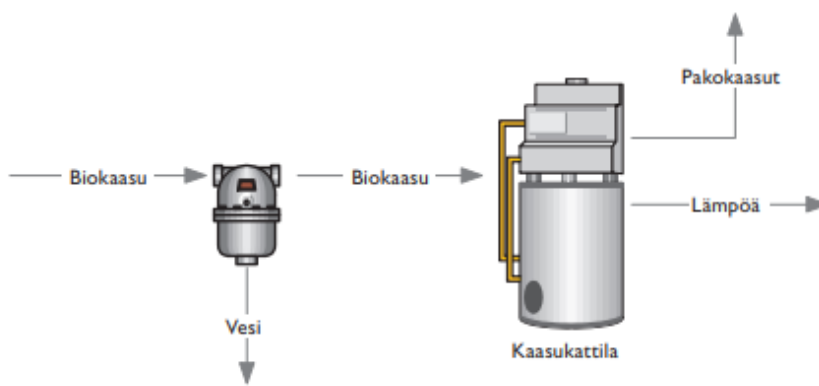 Pakokaasut
Biokaasu
Biokaasu
Lämpöä
Vesi
Kaasukattila